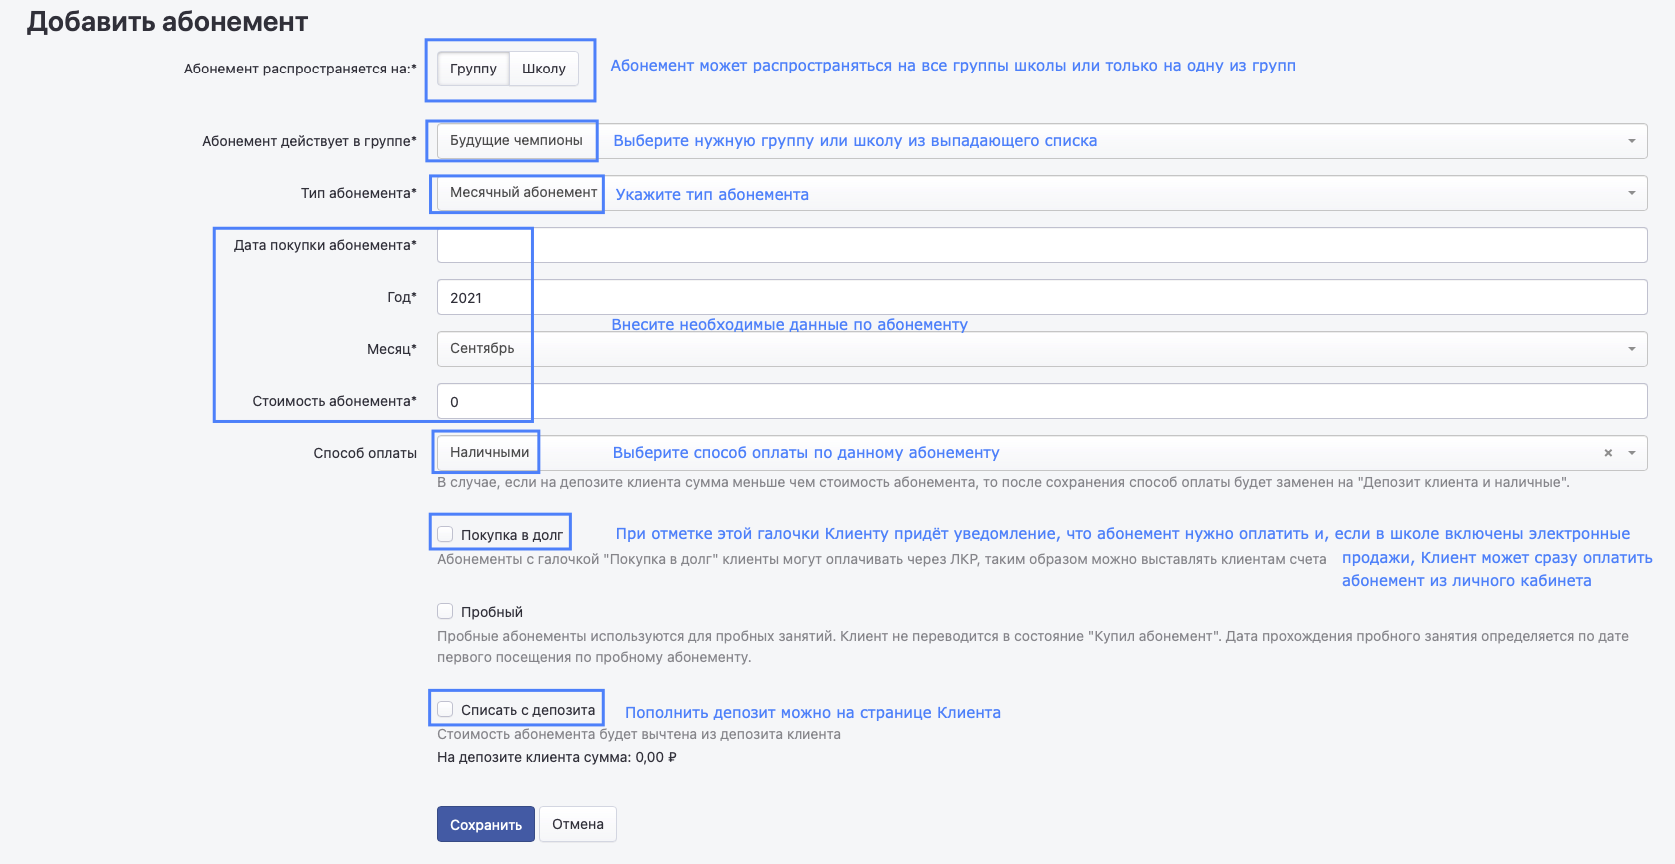 Добавить абонемент
Абонемент распространяется на:* Группу Школу Абонемент может распространяться на все группы школы или только на одну из групп
Абонемент действует в группе* Будущие чемпионы Выберите нужную группу или школу из выпадающего списка
Тип абонемента* Месячный абонемент Укажите тип абонемента
Дата покупки абонемента*
Год* 2021
Внесите необходимые данные по абонементу
Месяц* Сентябрь
Стоимость абонемента* 0
Способ оплаты Наличными Выберите способ оплаты по данному абонементу ×
В случае, если на депозите клиента сумма меньше чем стоимость абонемента, то после сохранения способ оплаты будет заменен на "Депозит клиента и наличные".
Покупка в долг При отметке этой галочки Клиенту придёт уведомление, что абонемент нужно оплатить и, если в школе включены электронные
Абонементы с галочкой "Покупка в долг" клиенты могут оплачивать через ЛКР, таким образом можно выставлять клиентам счета продажи, Клиент может сразу оплатить
абонемент из личного кабинета
Пробный
Пробные абонементы используются для пробных занятий. Клиент не переводится в состояние "Купил абонемент". Дата прохождения пробного занятия определяется по дате
первого посещения по пробному абонементу.
Списать с депозита Пополнить депозит можно на странице Клиента
Стоимость абонемента будет вычтена из депозита клиента
На депозите клиента сумма: 0,00 ₽
Сохранить Отмена